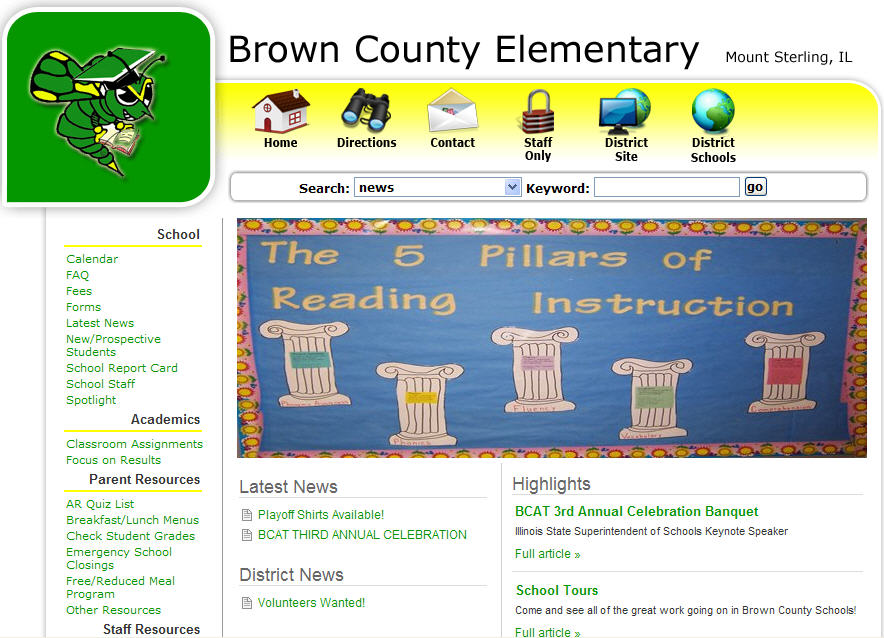 Brown County Elementary
Mount Sterling, IL
Home
Directions
Contact
Staff
Only
District
Site
District
Schools
Search: news Keyword: go
School
Calendar
FAQ
Fees
Forms
Latest News
New/Prospective
Students
School Report Card
School Staff
Spotlight
Academics
Classroom Assignments
Focus on Results
Parent Resources
AR Quiz List
Breakfast/Lunch Menus
Check Student Grades
Emergency School
Closings
Free/Reduced Meal
Program
Other Resources
Staff Resources
The 5 Pillars of
Reading Instruction
Phonemic Awareness
Phonics
Fluency
Vocabulary
Comprehension
Latest News
Playoff Shirts Available!
BCAT THIRD ANNUAL CELEBRATION
District News
Volunteers Wanted!
Highlights
BCAT 3rd Annual Celebration Banquet
Illinois State Superintendent of Schools Keynote Speaker
Full article »
School Tours
Come and see all of the great work going on in Brown County Schools!
Full article »